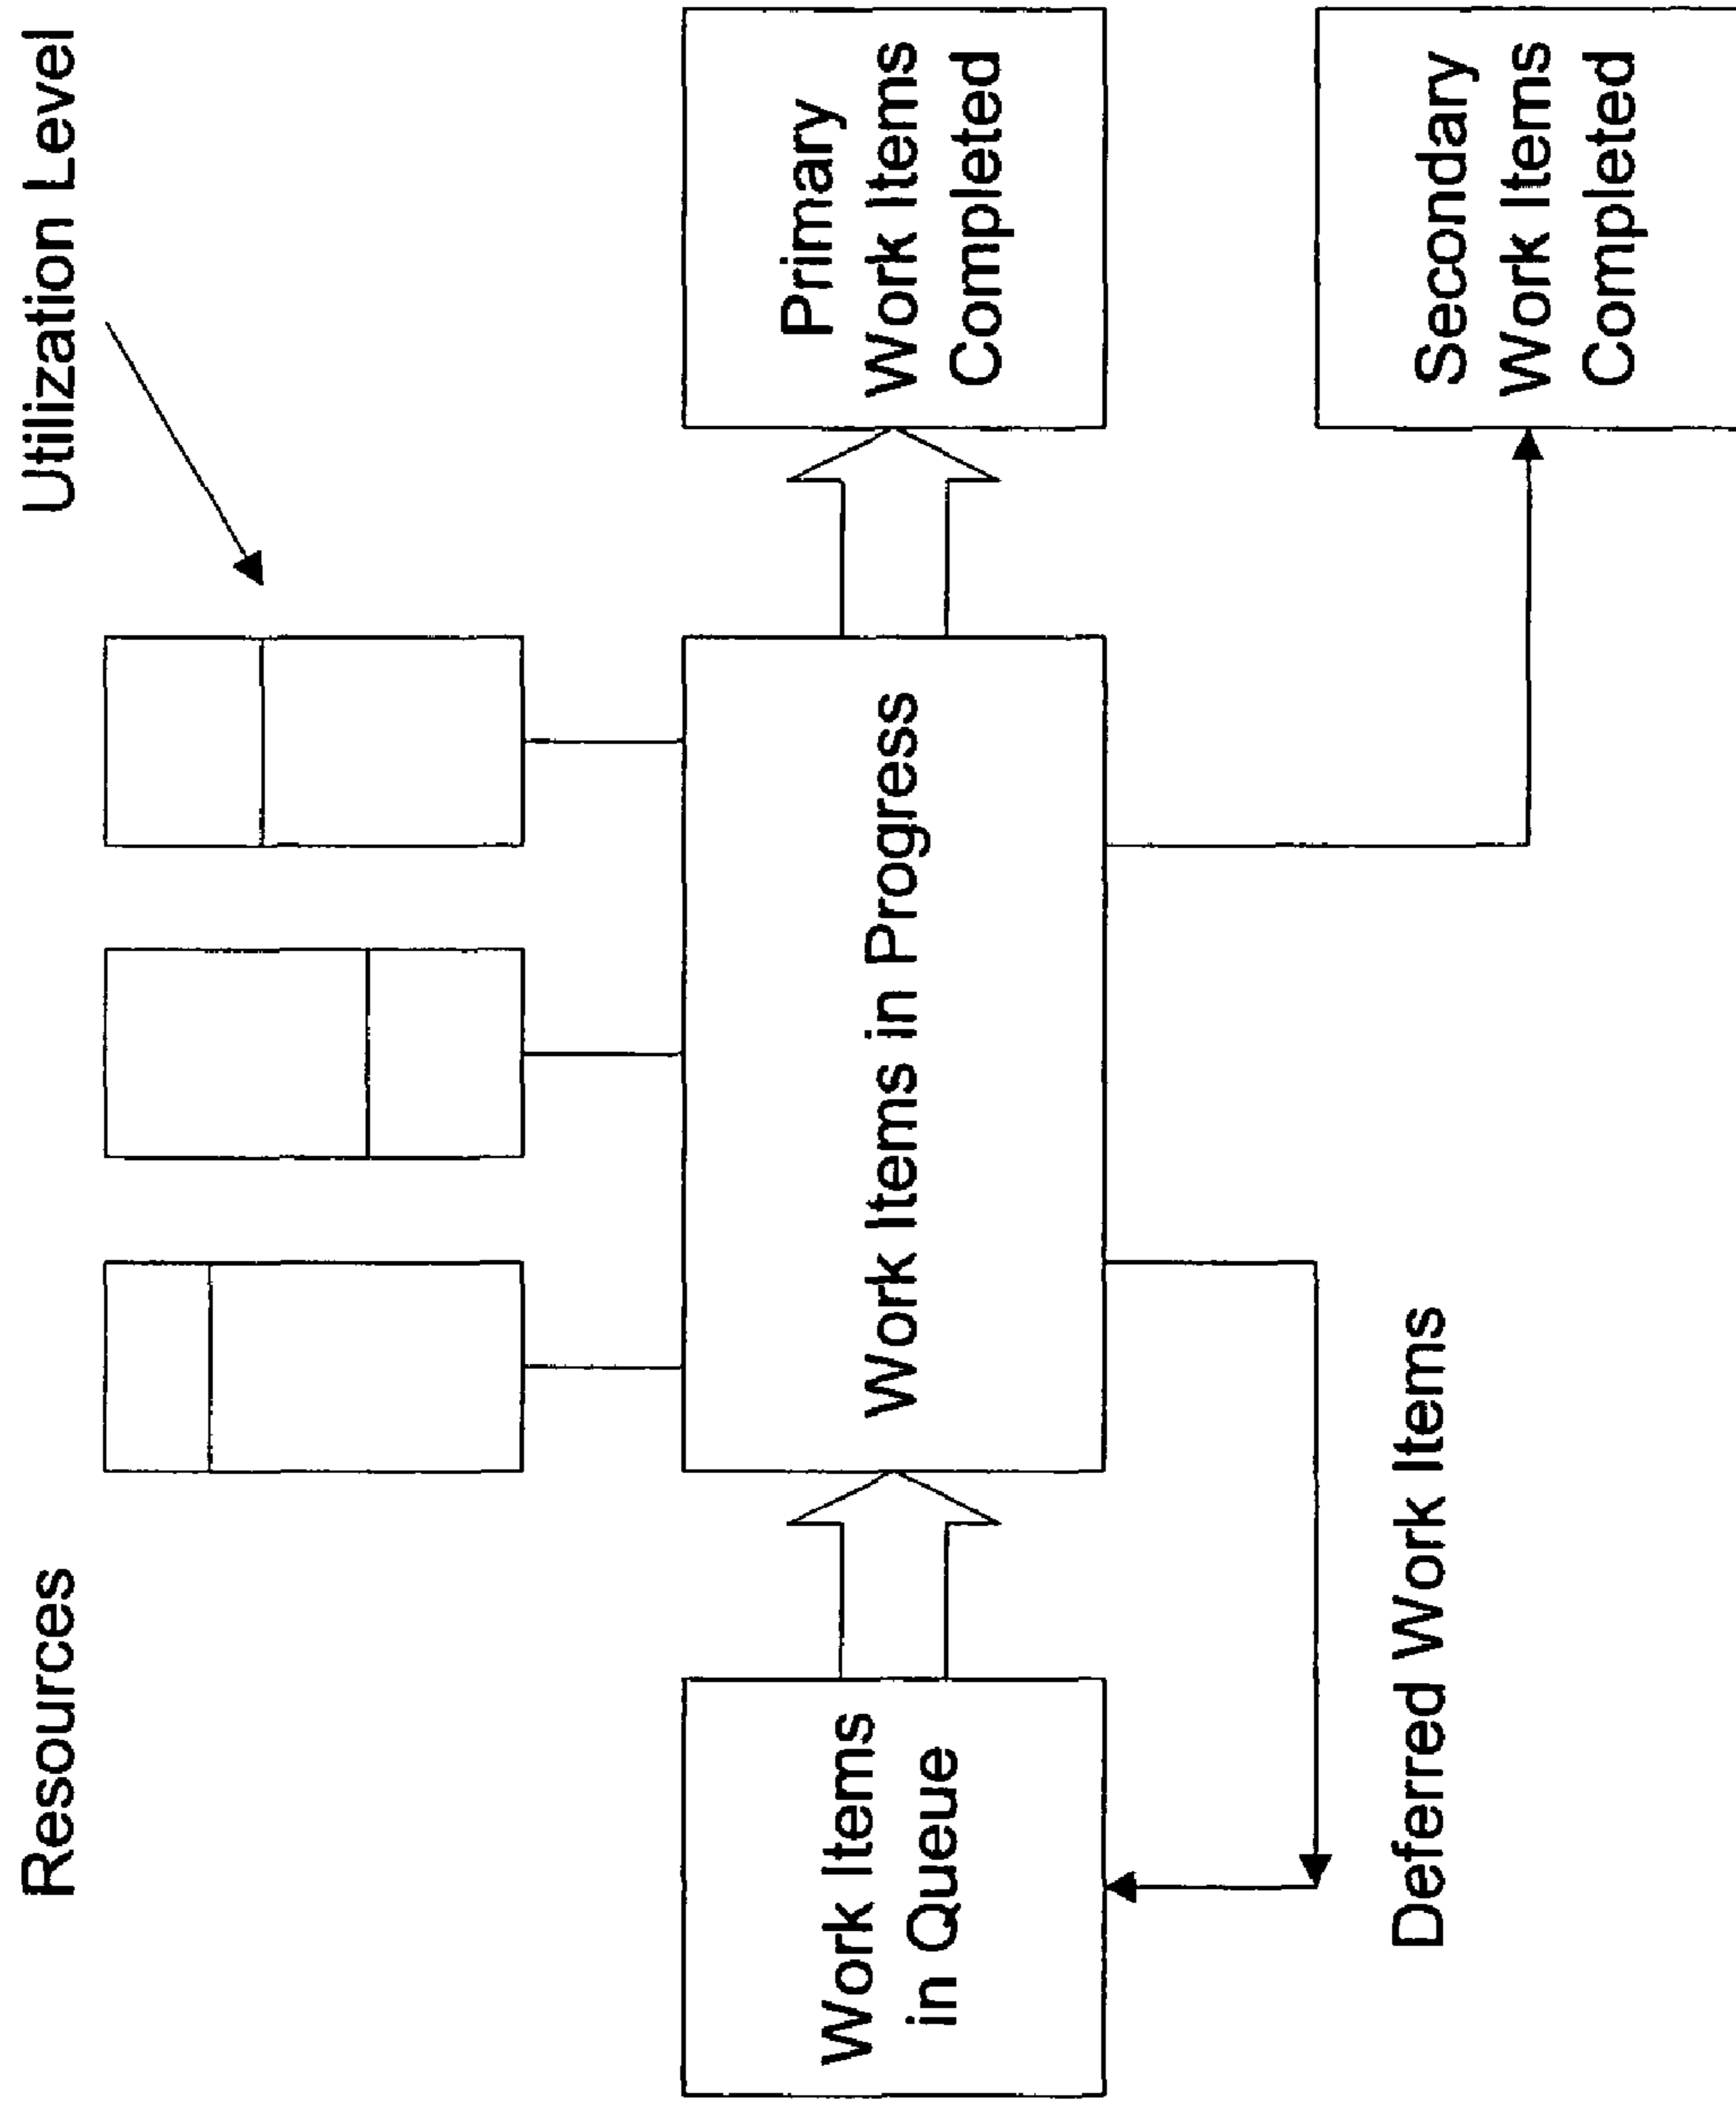 Resources
Utilization Level
Work Items
in Queue
Work Items in Progress
Primary
Work Items
Completed
Deferred Work Items
Secondary
Work Items
Completed